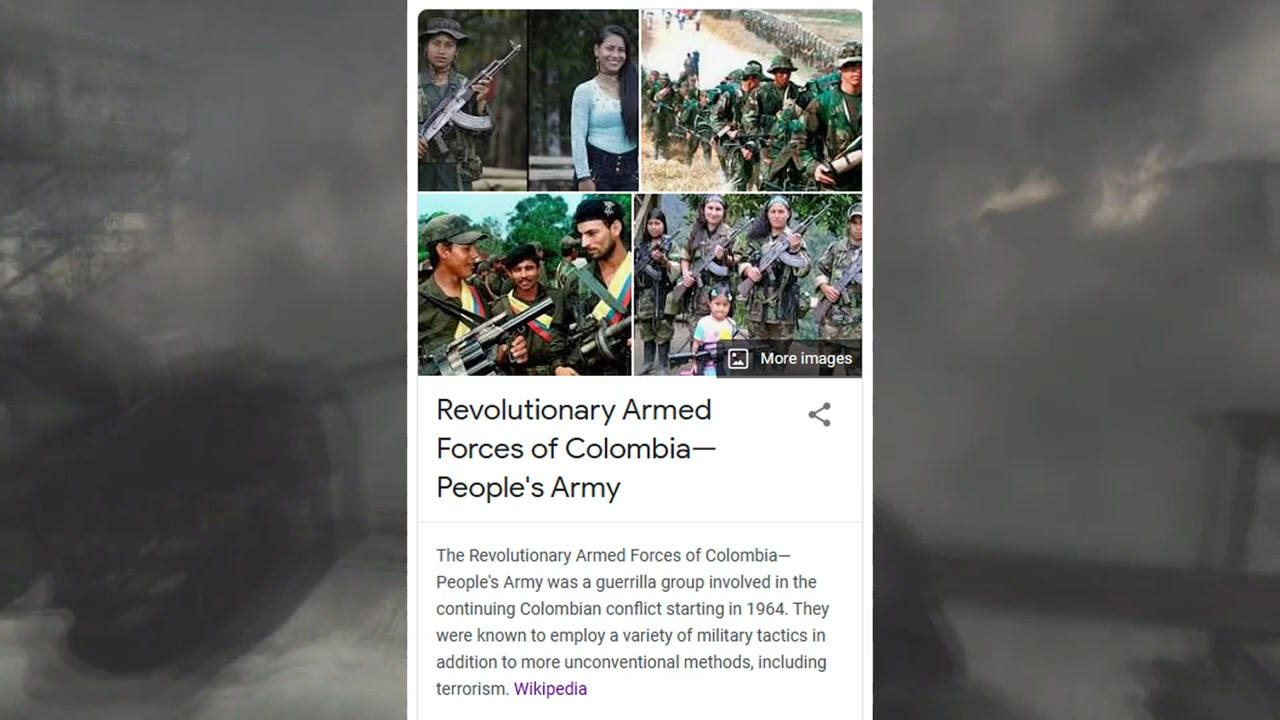 More images
Revolutionary Armed
Forces of Colombia—
People's Army
The Revolutionary Armed Forces of Colombia—
People's Army was a guerrilla group involved in the
continuing Colombian conflict starting in 1964. They
were known to employ a variety of military tactics in
addition to more unconventional methods, including
terrorism. Wikipedia